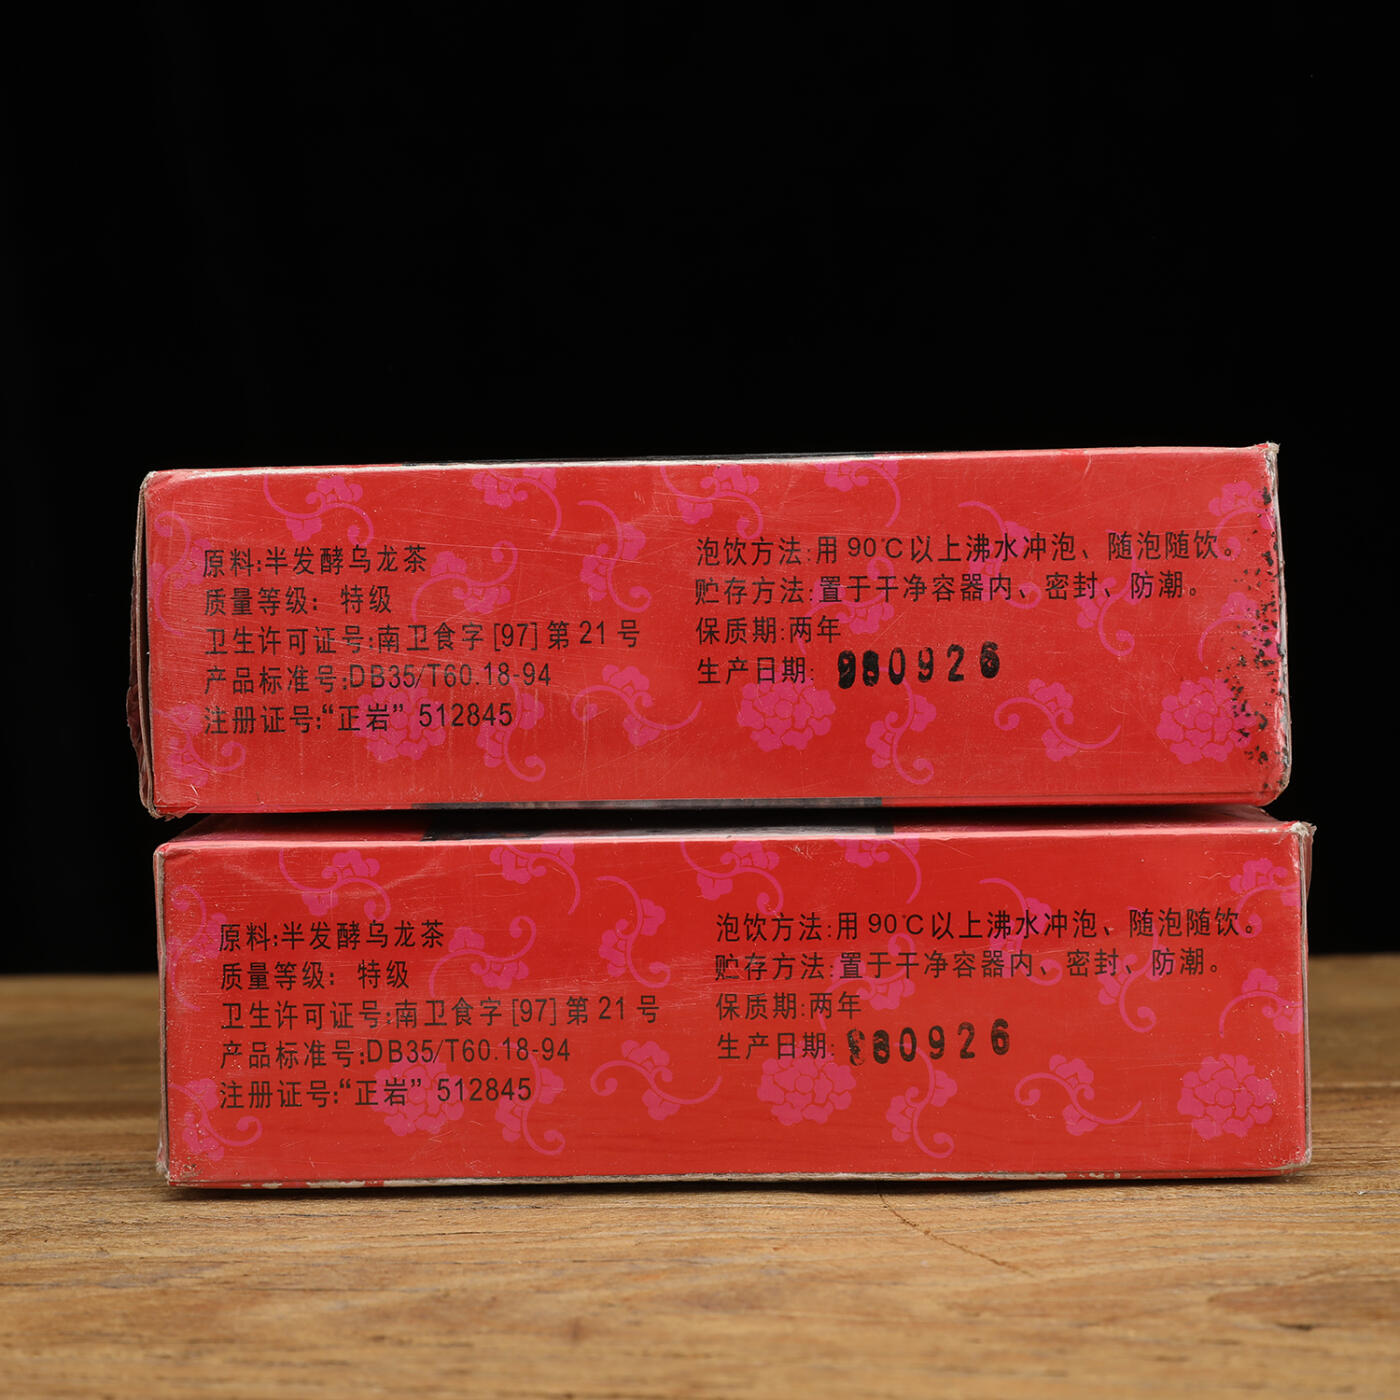 原料:半发酵乌龙茶
质量等级: 特级
卫生许可证号:南卫食字[97]第21号
产品标准号:DB35/T60.18-94
注册证号:“正岩” 512845
泡饮方法:用90℃以上沸水冲泡、随泡随饮。
贮存方法:置于干净容器内、密封、防潮。
保质期:两年
生产日期: 980926
原料:半发酵乌龙茶
质量等级: 特级
卫生许可证号:南卫食字[97]第21号
产品标准号:DB35/T60.18-94
注册证号:“正岩” 512845
泡饮方法:用90℃以上沸水冲泡、随泡随饮。
贮存方法:置于干净容器内、密封、防潮。
保质期:两年
生产日期: 980926